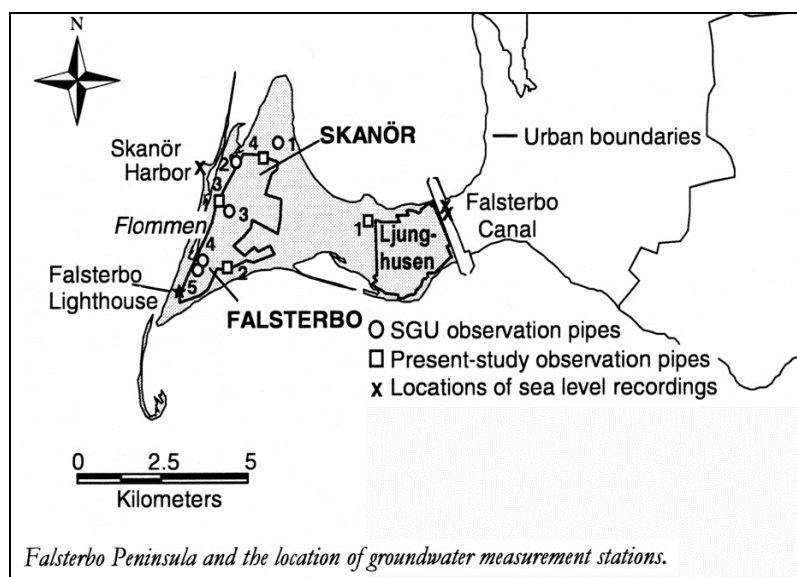 N
SKANÖR
Urban boundaries
Skanör
Harbor
4
1
2
3
3
Flommen
1
Ljung-
husen
Falsterbo
Canal
4
2
5
Falsterbo
Lighthouse
FALSTERBO
SGU observation pipes
Present-study observation pipes
x Locations of sea level recordings
0 2.5 5
Kilometers
Falsterbo Peninsula and the location of groundwater measurement stations.